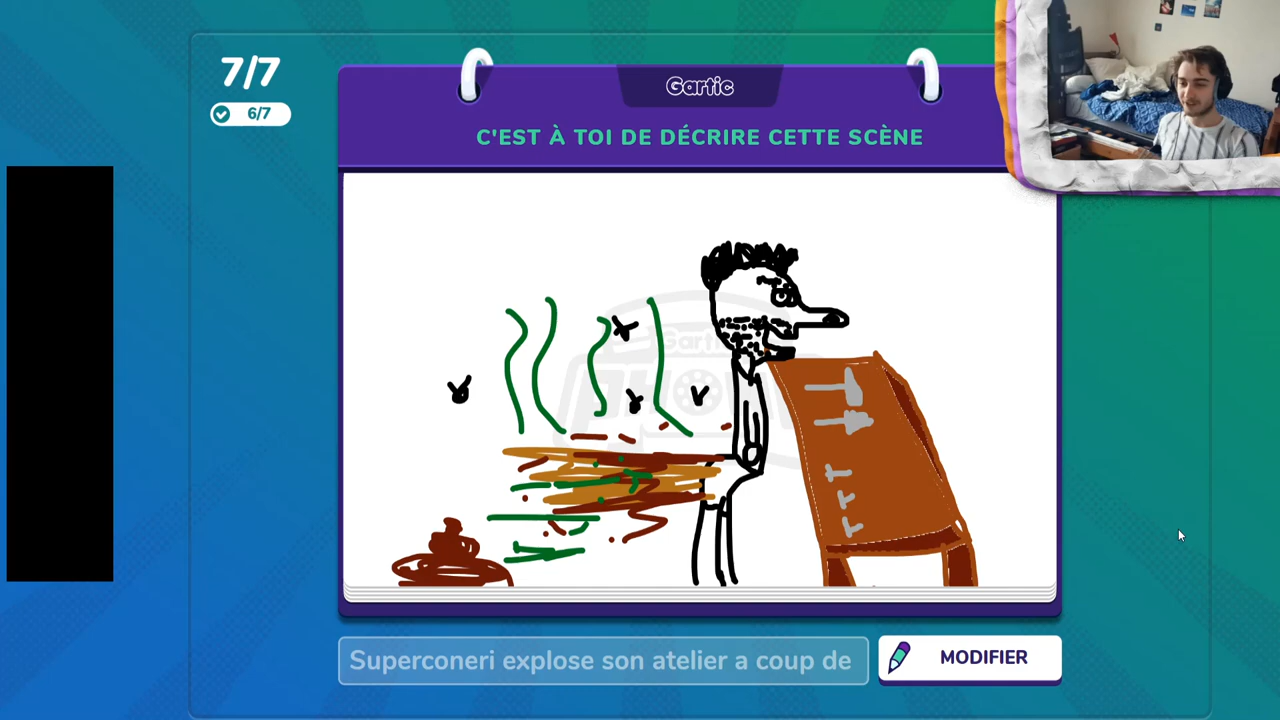 7/7
6/7
Gartic
C'EST À TOI DE DÉCRIRE CETTE SCÈNE
Superconeri explose son atelier a coup de
MODIFIER